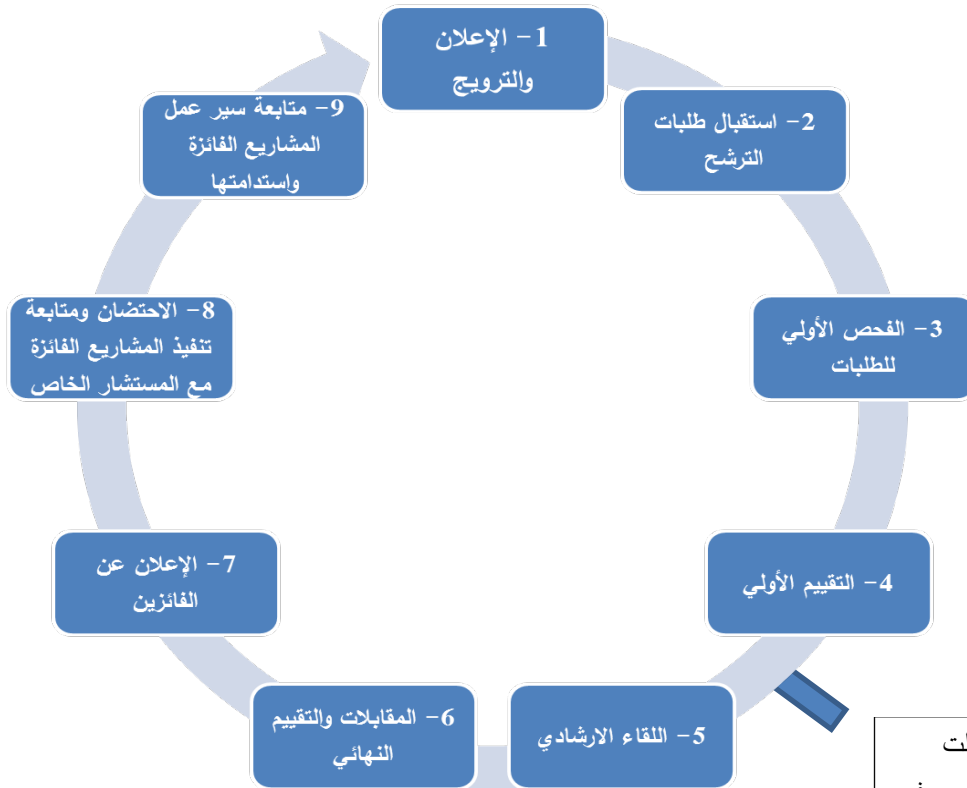 1- الإعلان
والترويج
2- استقبال طلبات
الترشح
3- الفحص الأولي
للطلبات
4- التقييم الأولي
5- اللقاء الارشادي
6- المقابلات والتقييم
النهائي
7- الإعلان عن
الفائزين
8- الاحتضان ومتابعة
تنفيذ المشاريع الفائزة
مع المستشار الخاص
9- متابعة سير عمل
المشاريع الفائزة
واستدامتها